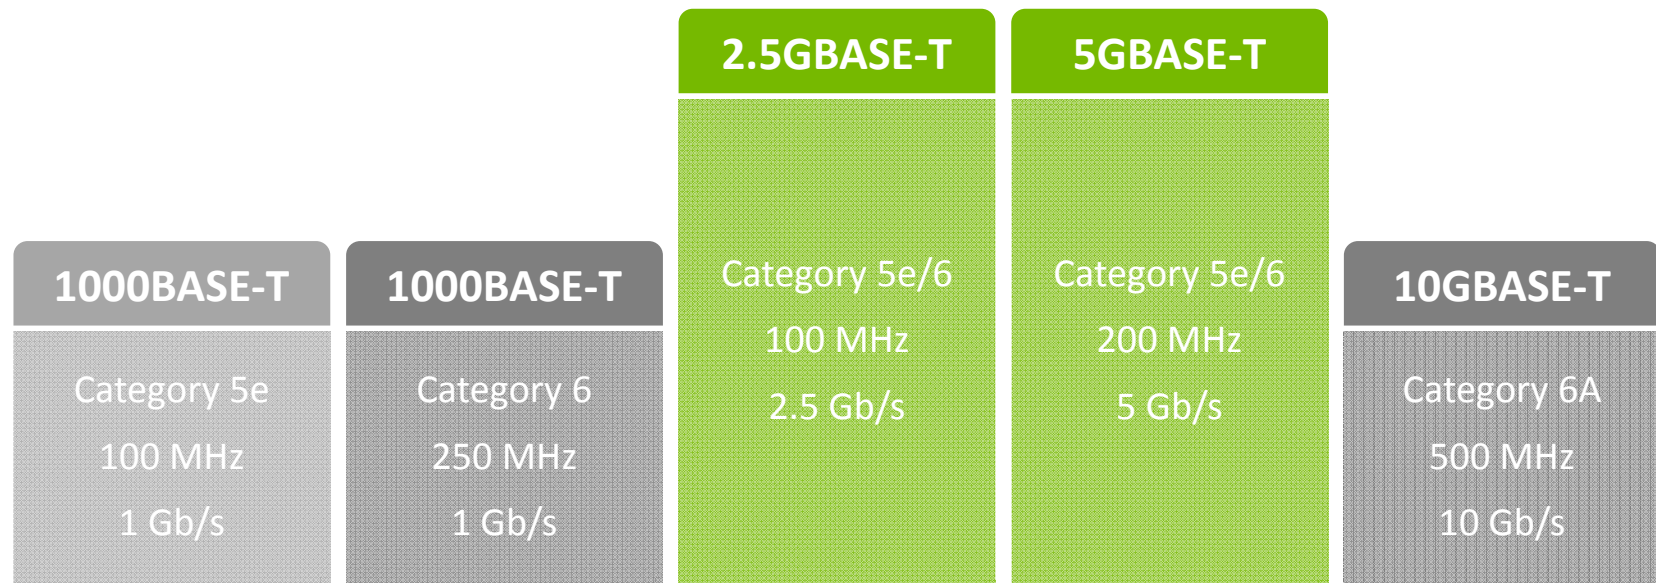 1000BASE-T
Category 5e
100 MHz
1 Gb/s
1000BASE-T
Category 6
250 MHz
1 Gb/s
2.5GBASE-T
Category 5e/6
100 MHz
2.5 Gb/s
5GBASE-T
Category 5e/6
200 MHz
5 Gb/s
10GBASE-T
Category 6A
500 MHz
10 Gb/s